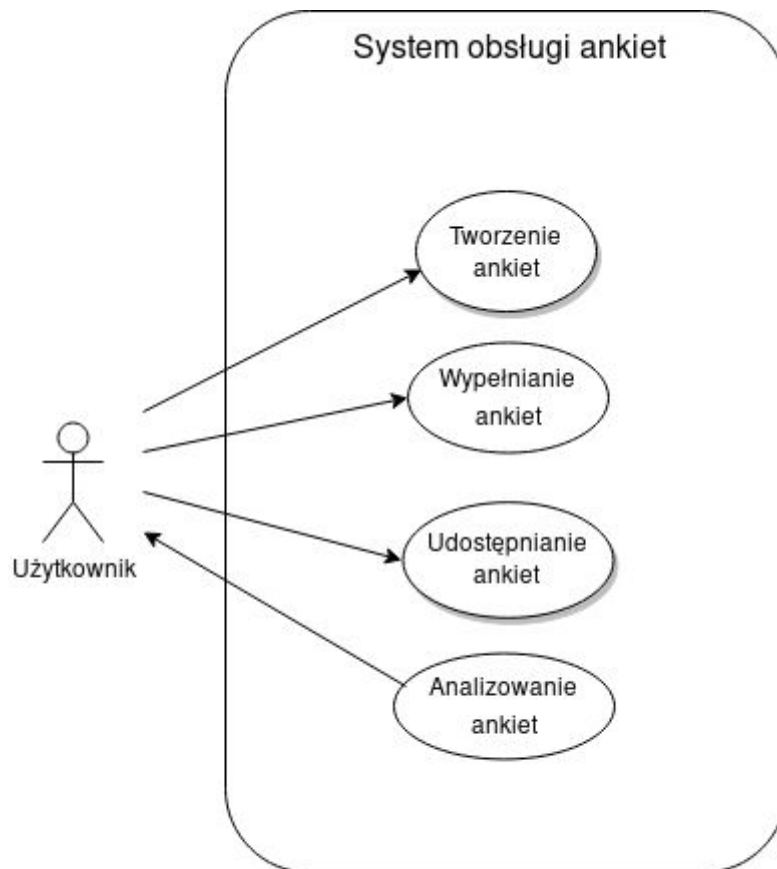 System obsługi ankiet
Tworzenie
ankiet
Wypełnianie
ankiet
Użytkownik
Udostępnianie
ankiet
Analizowanie
ankiet